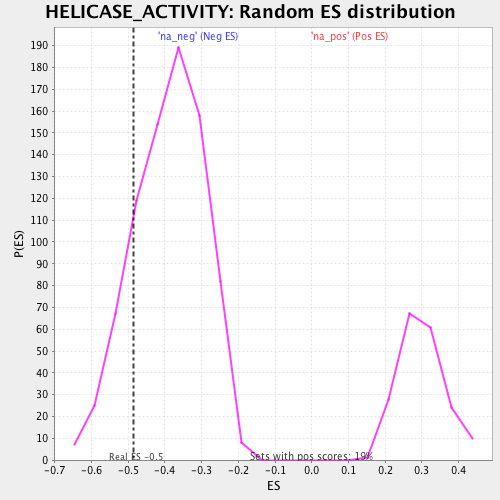 HELICASE_ACTIVITY: Random ES distribution
'na_neg' (Neg ES)
'na_pos' (Pos ES)
190
180
170
160
150
140
130
120
110
100
90
80
70
60
50
40
30
20
10
0
P(ES)
Real ES -0.5
Sets with pos scores: 19%
-0.7 -0.6 -0.5 -0.4 -0.3 -0.2 -0.1 0.0 0.1 0.2 0.3 0.4
ES